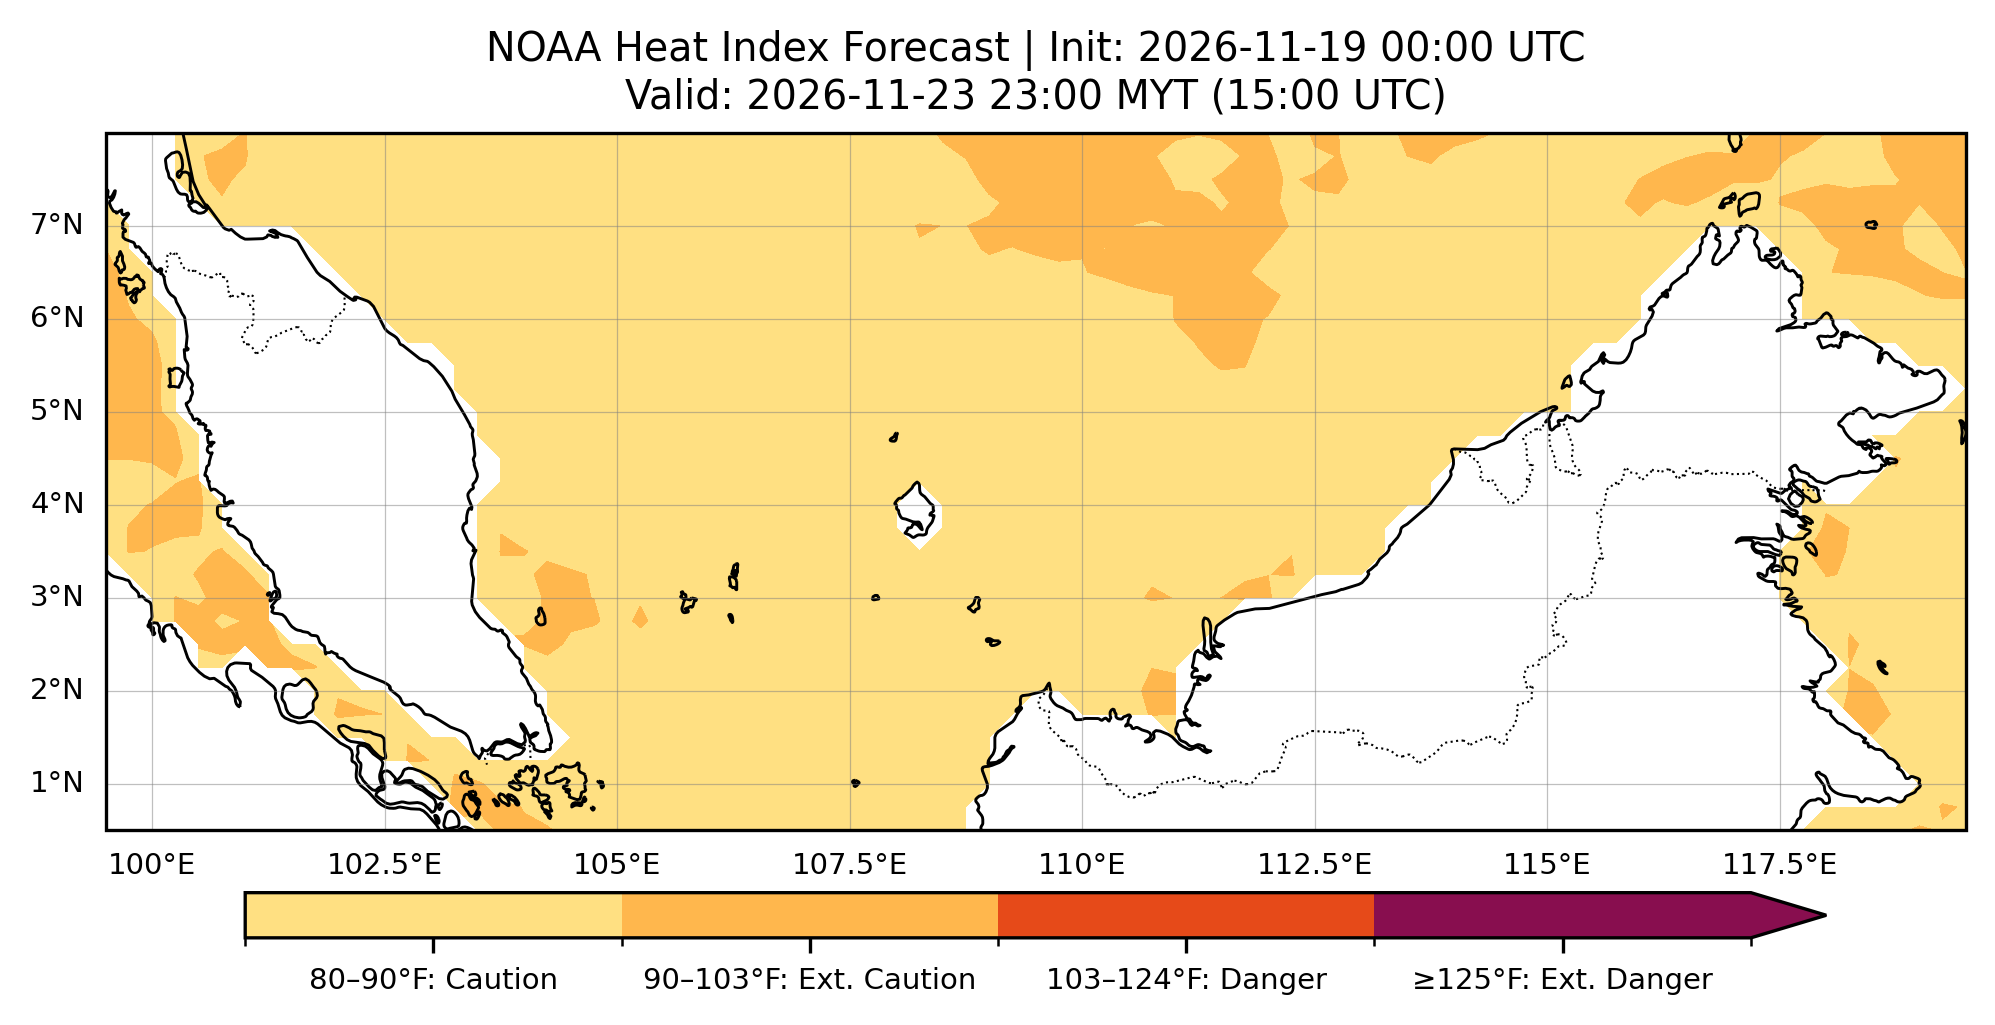 NOAA Heat Index Forecast | Init: 2026-11-19 00:00 UTC
Valid: 2026-11-23 23:00 MYT (15:00 UTC)
7°N
6°N
5°N
4°N
3°N
2°N
1°N
100°E 102.5°E 105°E 107.5°E 110°E 112.5°E 115°E 117.5°E
80–90°F: Caution 90–103°F: Ext. Caution 103–124°F: Danger ≥125°F: Ext. Danger